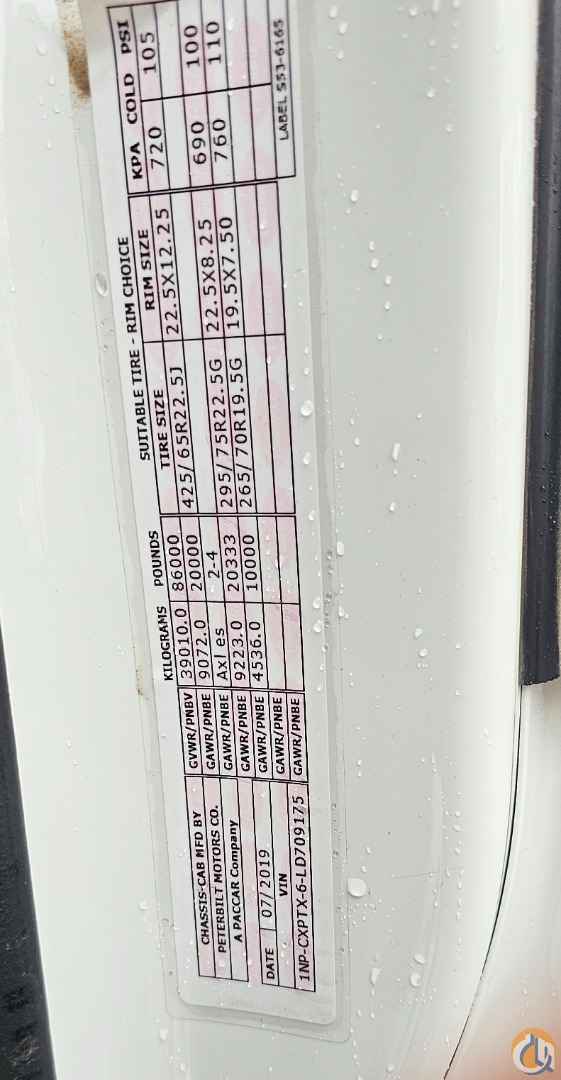 CHASSIS-CAB MFD BY
PETERBILT MOTORS CO.
A PACCAR Company
DATE 07/2019
VIN
1NP-CXPTX-6-LD709175
KILOGRAMS POUNDS
GVWR/PNBV 39010.0 86000
GAWR/PNBE 9072.0 20000
GAWR/PNBE Axles 2-4
GAWR/PNBE 9223.0 20333
GAWR/PNBE 4536.0 10000
GAWR/PNBE
GAWR/PNBE
SUITABLE TIRE - RIM CHOICE
TIRE SIZE RIM SIZE KPA COLD PSI
425/65R22.5J 22.5X12.25 720 105
295/75R22.5G 22.5X8.25 690 100
265/70R19.5G 19.5X7.50 760 110
LABEL S53-6165